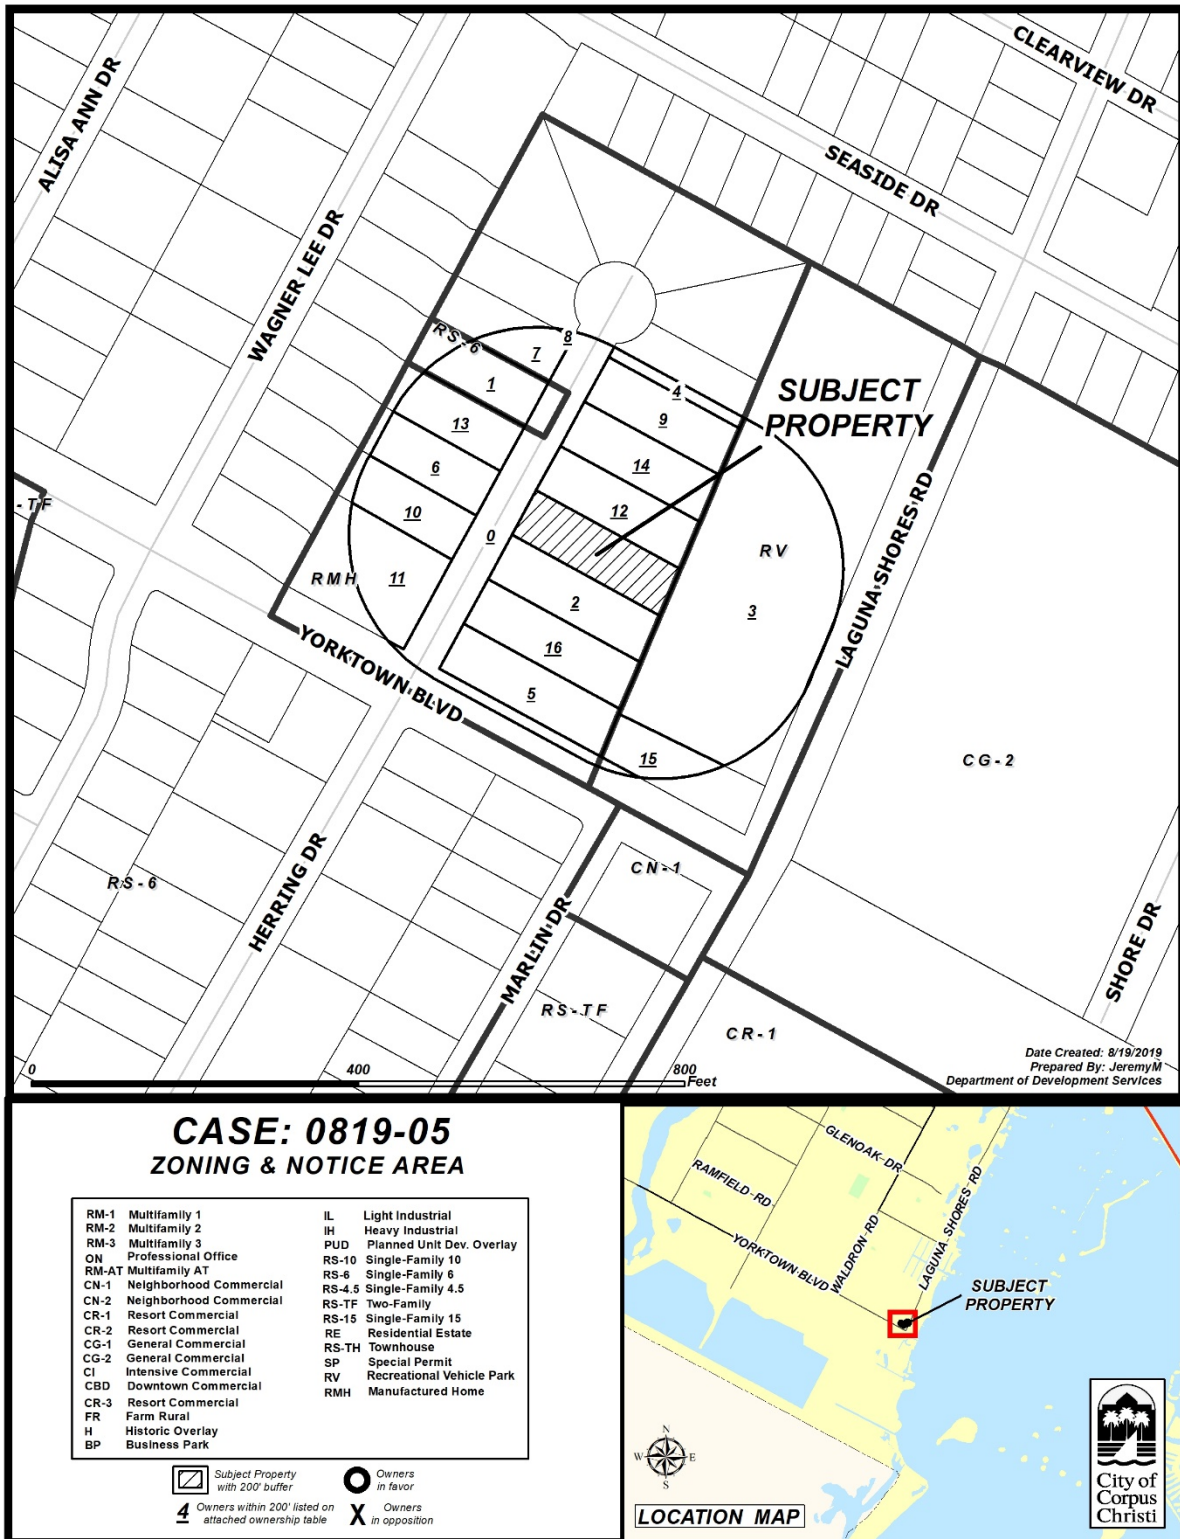 CLEARVIEW DR
ALISA ANN DR
SEASIDE DR
WAGNER LEE DR
RS-6
8
7
1
4
SUBJECT
PROPERTY
9
13
14
6
12
10
0
-TF
RV
LAGUNA SHORES RD
RMH
11
2
3
16
YORKTOWN BLVD
5
15
CG-2
CN-1
RS-6
HERRING DR
MARLIN DR
SHORE DR
RS-TF
CR-1
0 400 800
Feet
Date Created: 8/19/2019
Prepared By: JeremyM
Department of Development Services
CASE: 0819-05
ZONING & NOTICE AREA
RM-1 Multifamily 1
RM-2 Multifamily 2
RM-3 Multifamily 3
ON Professional Office
RM-AT Multifamily AT
CN-1 Neighborhood Commercial
CN-2 Neighborhood Commercial
CR-1 Resort Commercial
CR-2 Resort Commercial
CG-1 General Commercial
CG-2 General Commercial
CI Intensive Commercial
CBD Downtown Commercial
CR-3 Resort Commercial
FR Farm Rural
H Historic Overlay
BP Business Park
IL Light Industrial
IH Heavy Industrial
PUD Planned Unit Dev. Overlay
RS-10 Single-Family 10
RS-6 Single-Family 6
RS-4.5 Single-Family 4.5
RS-TF Two-Family
RS-15 Single-Family 15
RE Residential Estate
RS-TH Townhouse
SP Special Permit
RV Recreational Vehicle Park
RMH Manufactured Home
Subject Property
with 200' buffer
Owners
in favor
4 Owners within 200' listed on
attached ownership table
X Owners
in opposition
GLENOAK DR
RAMFIELD RD
LAGUNA SHORES RD
WALDRON RD
YORKTOWN BLVD
SUBJECT
PROPERTY
N
W E
S
LOCATION MAP
City of
Corpus
Christi